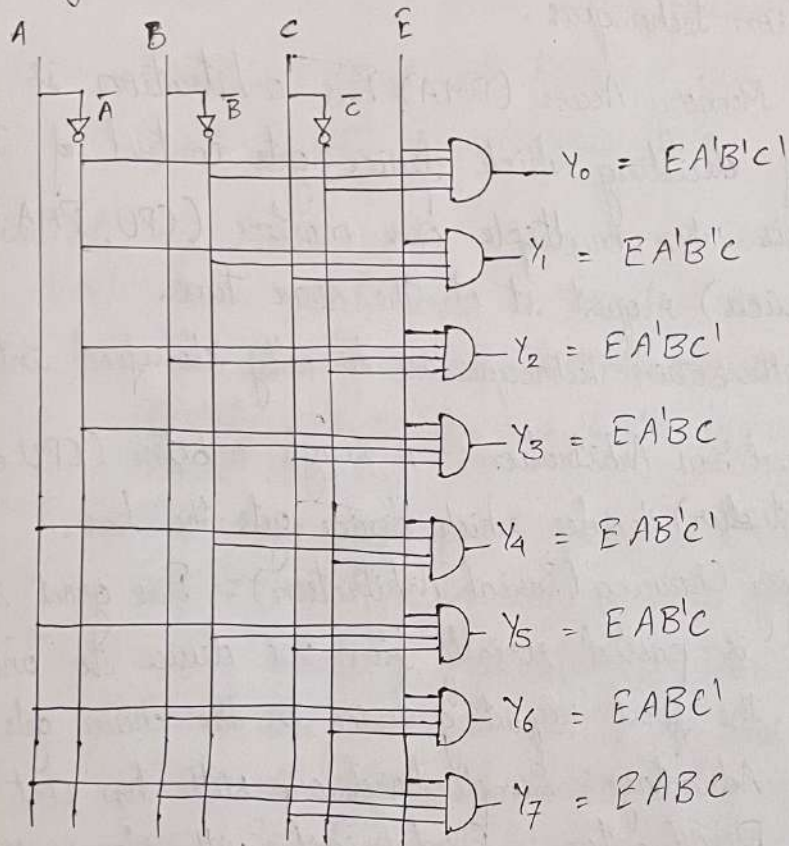 A B C E
A̅ B̅ C̅
Y₀ = EA'B'C'
Y₁ = EA'B'C
Y₂ = EA'BC'
Y₃ = EA'BC
Y₄ = EAB'C'
Y₅ = EAB'C
Y₆ = EABC'
Y₇ = EABC